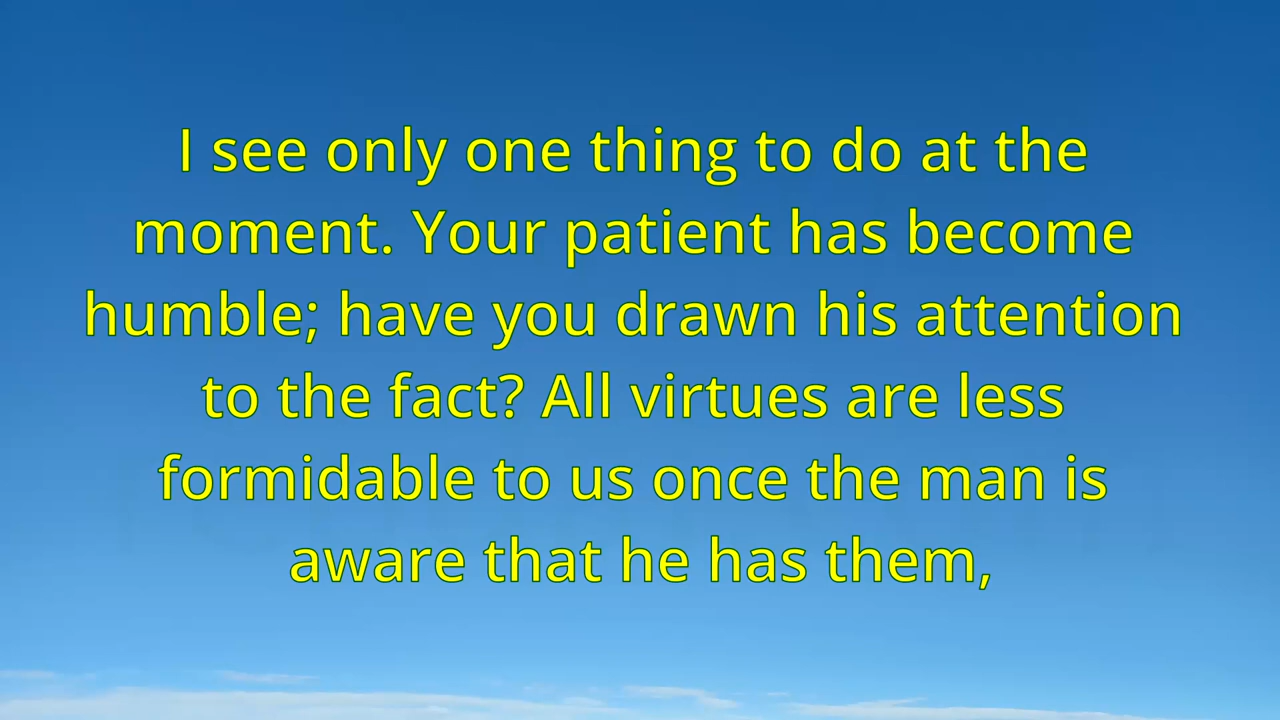 I see only one thing to do at the
moment. Your patient has become
humble; have you drawn his attention
to the fact? All virtues are less
formidable to us once the man is
aware that he has them,